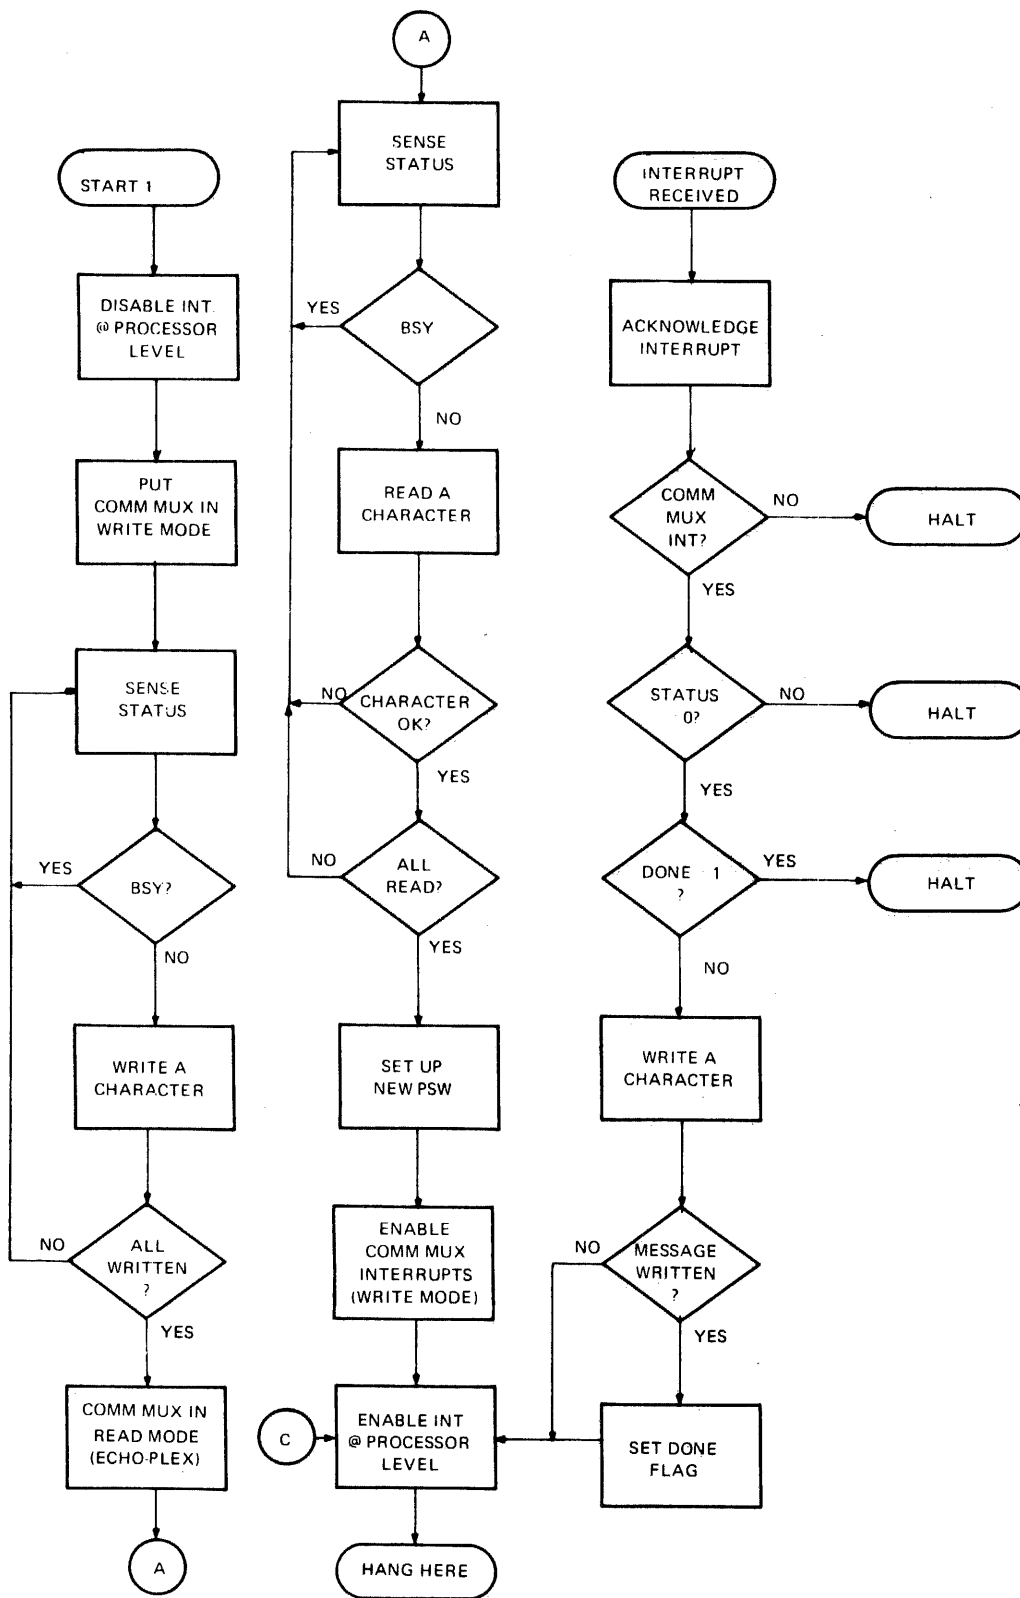 START 1
DISABLE INT.
@ PROCESSOR
LEVEL
PUT
COMM MUX IN
WRITE MODE
SENSE
STATUS
YES
BSY?
NO
WRITE A
CHARACTER
NO
ALL
WRITTEN
?
YES
COMM MUX IN
READ MODE
(ECHO-PLEX)
A
A
SENSE
STATUS
YES
BSY
NO
READ A
CHARACTER
NO
CHARACTER
OK?
YES
NO
ALL
READ?
YES
SET UP
NEW PSW
ENABLE
COMM MUX
INTERRUPTS
(WRITE MODE)
C
ENABLE INT
@ PROCESSOR
LEVEL
HANG HERE
INTERRUPT
RECEIVED
ACKNOWLEDGE
INTERRUPT
COMM
MUX
INT?
NO
HALT
YES
STATUS
0?
NO
HALT
YES
DONE 1
?
YES
HALT
NO
WRITE A
CHARACTER
NO
MESSAGE
WRITTEN
?
YES
SET DONE
FLAG